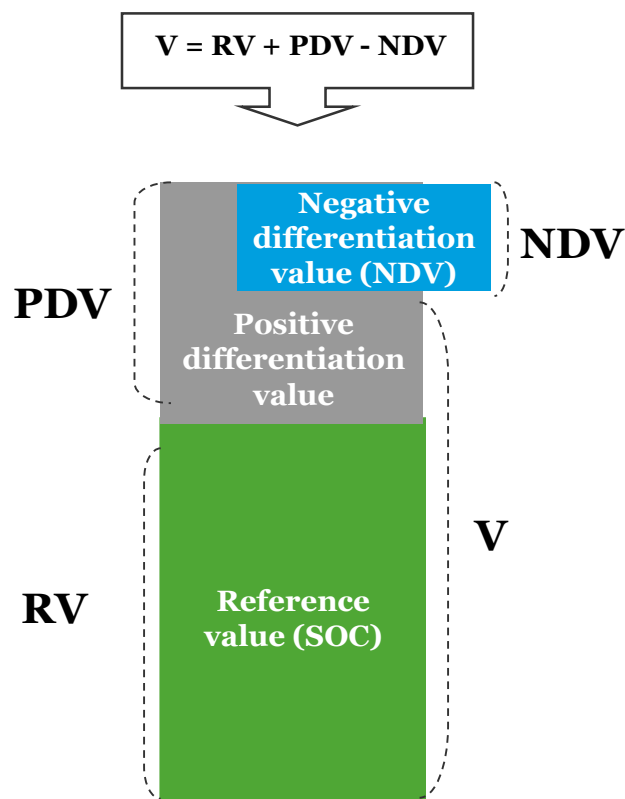 V = RV + PDV - NDV
Negative
differentiation
value (NDV)
NDV
PDV
Positive
differentiation
value
V
RV
Reference
value (SOC)